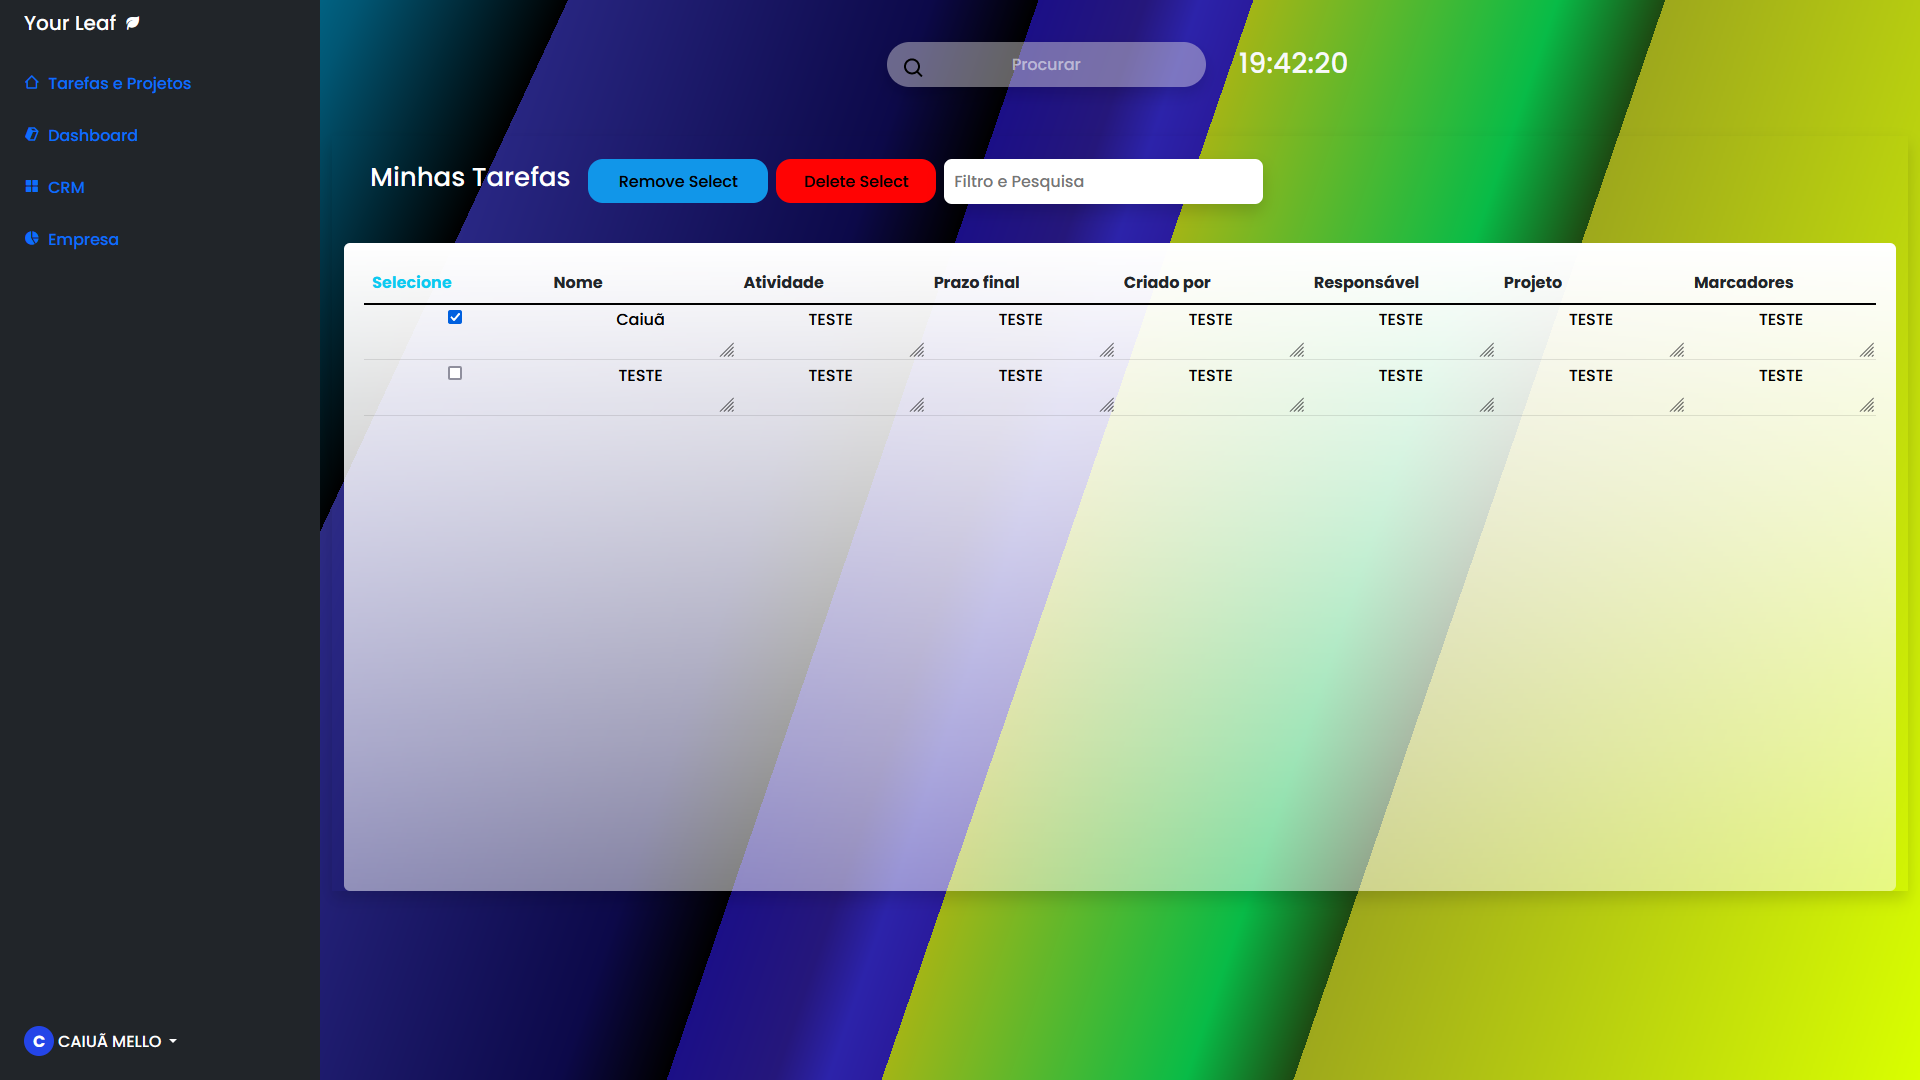 Your Leaf
Tarefas e Projetos
Dashboard
CRM
Empresa
CAIUÃ MELLO
C
Procurar
19:42:20
Minhas Tarefas
Remove Select
Delete Select
Filtro e Pesquisa
Selecione Nome Atividade Prazo final Criado por Responsável Projeto Marcadores
Caiuã TESTE TESTE TESTE TESTE TESTE TESTE
TESTE TESTE TESTE TESTE TESTE TESTE TESTE